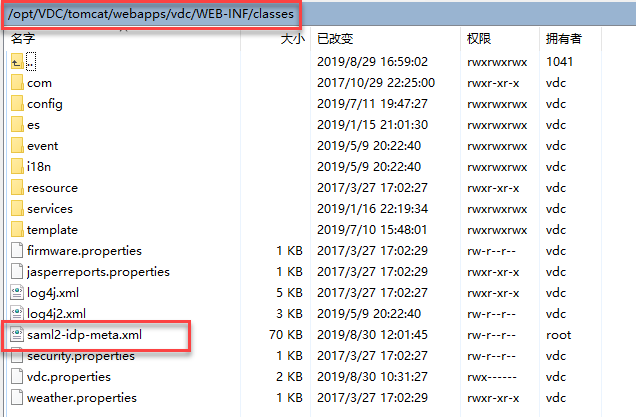 /opt/VDC/tomcat/webapps/vdc/WEB-INF/classes
名字 大小 已改变 权限 拥有者
.. 2019/8/29 16:59:02 rwxrwxrwx 1041
com 2017/10/29 22:25:00 rwxr-xr-x vdc
config 2019/7/11 19:47:27 rwxrwxrwx vdc
es 2019/1/15 21:01:30 rwxrwxrwx vdc
event 2019/5/9 20:22:40 rwxrwxrwx vdc
i18n 2019/5/9 20:22:40 rwxrwxrwx vdc
resource 2017/3/27 17:02:27 rwxr-xr-x vdc
services 2019/1/16 22:19:34 rwxrwxrwx vdc
template 2019/7/10 15:48:01 rwxrwxrwx vdc
firmware.properties 1 KB 2017/3/27 17:02:29 rw-r--r-- vdc
jasperreports.properties 1 KB 2017/3/27 17:02:29 rwxr-xr-x vdc
log4j.xml 5 KB 2017/3/27 17:02:27 rwxr-xr-x vdc
log4j2.xml 3 KB 2019/5/9 20:22:40 rw-r--r-- vdc
saml2-idp-meta.xml 70 KB 2019/8/30 12:01:45 rw-r--r-- root
security.properties 1 KB 2017/3/27 17:02:27 rw-r--r-- vdc
vdc.properties 2 KB 2019/8/30 10:31:27 rwx------ vdc
weather.properties 1 KB 2017/3/27 17:02:29 rwxr-xr-x vdc